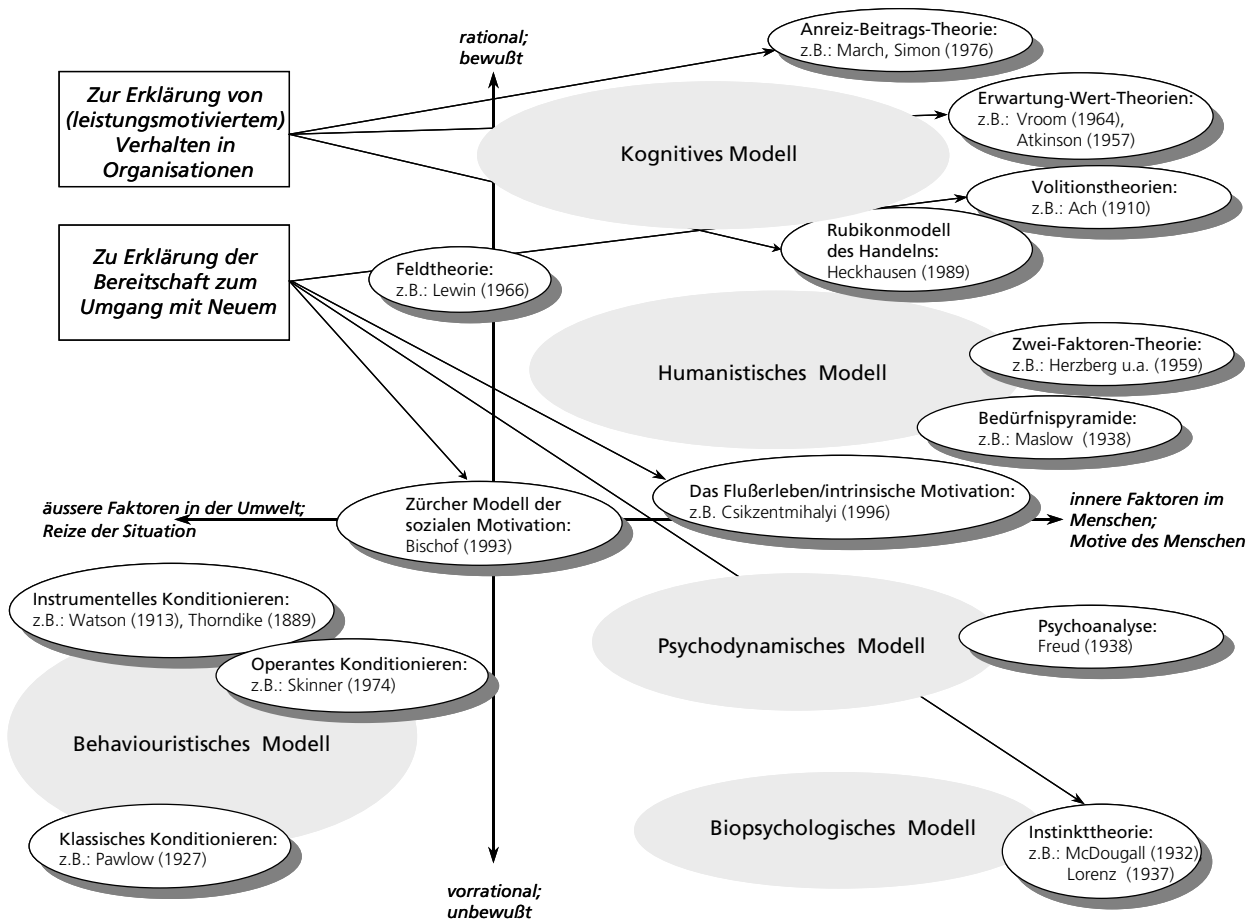 rational;
bewußt
Anreiz-Beitrags-Theorie:
z.B.: March, Simon (1976)
Zur Erklärung von
(leistungsmotiviertem)
Verhalten in
Organisationen
Erwartung-Wert-Theorien:
z.B.: Vroom (1964),
Atkinson (1957)
Kognitives Modell
Volitionstheorien:
z.B.: Ach (1910)
Rubikonmodell
des Handelns:
Heckhausen (1989)
Zu Erklärung der
Bereitschaft zum
Umgang mit Neuem
Feldtheorie:
z.B.: Lewin (1966)
Humanistisches Modell
Zwei-Faktoren-Theorie:
z.B.: Herzberg u.a. (1959)
Bedürfnispyramide:
z.B.: Maslow (1938)
äussere Faktoren in der Umwelt;
Reize der Situation
Zürcher Modell der
sozialen Motivation:
Bischof (1993)
Das Flußerleben/intrinsische Motivation:
z.B. Csikzentmihalyi (1996)
innere Faktoren im
Menschen;
Motive des Menschen
Instrumentelles Konditionieren:
z.B.: Watson (1913), Thorndike (1889)
Operantes Konditionieren:
z.B.: Skinner (1974)
Psychodynamisches Modell
Psychoanalyse:
Freud (1938)
Behaviouristisches Modell
Klassisches Konditionieren:
z.B.: Pawlow (1927)
Biopsychologisches Modell
Instinkttheorie:
z.B.: McDougall (1932),
Lorenz (1937)
vorrational;
unbewußt